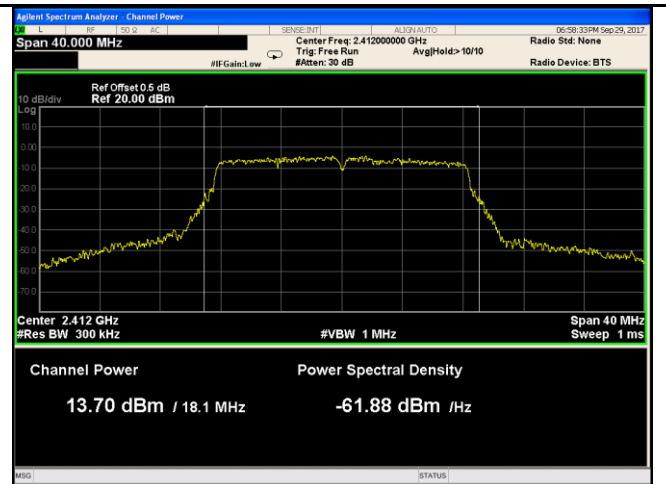 Agilent Spectrum Analyzer - Channel Power
L RF 50 Ω AC SENSE:INT ALIGN AUTO 06:58:33 PM Sep 29, 2017
Span 40.000 MHz Center Freq: 2.412000000 GHz Radio Std: None
Trig: Free Run Avg|Hold:> 10/10
#IFGain:Low #Atten: 30 dB Radio Device: BTS
Ref Offset 0.5 dB
10 dB/div Ref 20.00 dBm
Log
10.0
0.00
-10.0
-20.0
-30.0
-40.0
-50.0
-60.0
-70.0
Center 2.412 GHz Span 40 MHz
#Res BW 300 kHz #VBW 1 MHz Sweep 1 ms
Channel Power Power Spectral Density
13.70 dBm / 18.1 MHz -61.88 dBm /Hz
MSG STATUS